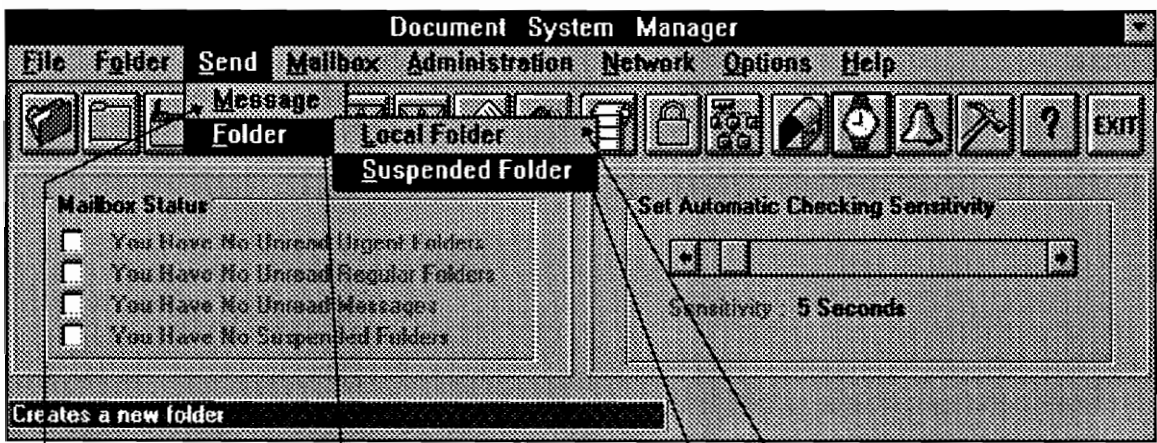 Document System Manager
File Folder Send Mailbox Administration Network Options Help
Message
Folder
Local Folder
Suspended Folder
EXIT
Mailbox Status
You Have No Unread Urgent Folders
You Have No Unread Regular Folders
You Have No Unread Messages
You Have No Suspended Folders
Set Automatic Checking Sensitivity
Sensitivity : 5 Seconds
Creates a new folder